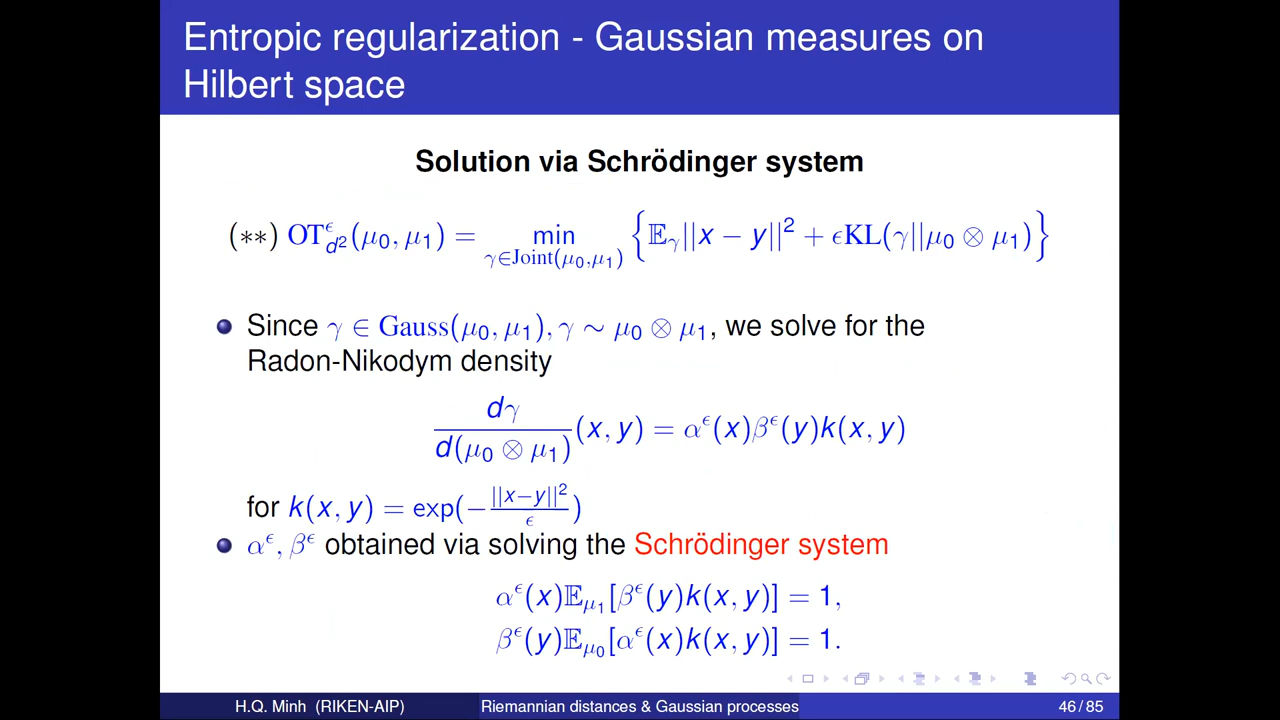 Entropic regularization - Gaussian measures on
Hilbert space
Solution via Schrödinger system
(∗∗) OT^ϵ_{d²}(μ₀, μ₁) = min_{γ∈Joint(μ₀,μ₁)} { 𝔼_γ||x − y||² + ϵKL(γ||μ₀ ⊗ μ₁) }
Since γ ∈ Gauss(μ₀, μ₁), γ ∼ μ₀ ⊗ μ₁, we solve for the
Radon-Nikodym density
dγ/d(μ₀ ⊗ μ₁) (x, y) = α^ϵ(x)β^ϵ(y)k(x, y)
for k(x, y) = exp(−||x−y||²/ϵ)
α^ϵ, β^ϵ obtained via solving the Schrödinger system
α^ϵ(x)𝔼_{μ₁}[β^ϵ(y)k(x, y)] = 1,
β^ϵ(y)𝔼_{μ₀}[α^ϵ(x)k(x, y)] = 1.
H.Q. Minh (RIKEN-AIP) Riemannian distances & Gaussian processes 46 / 85